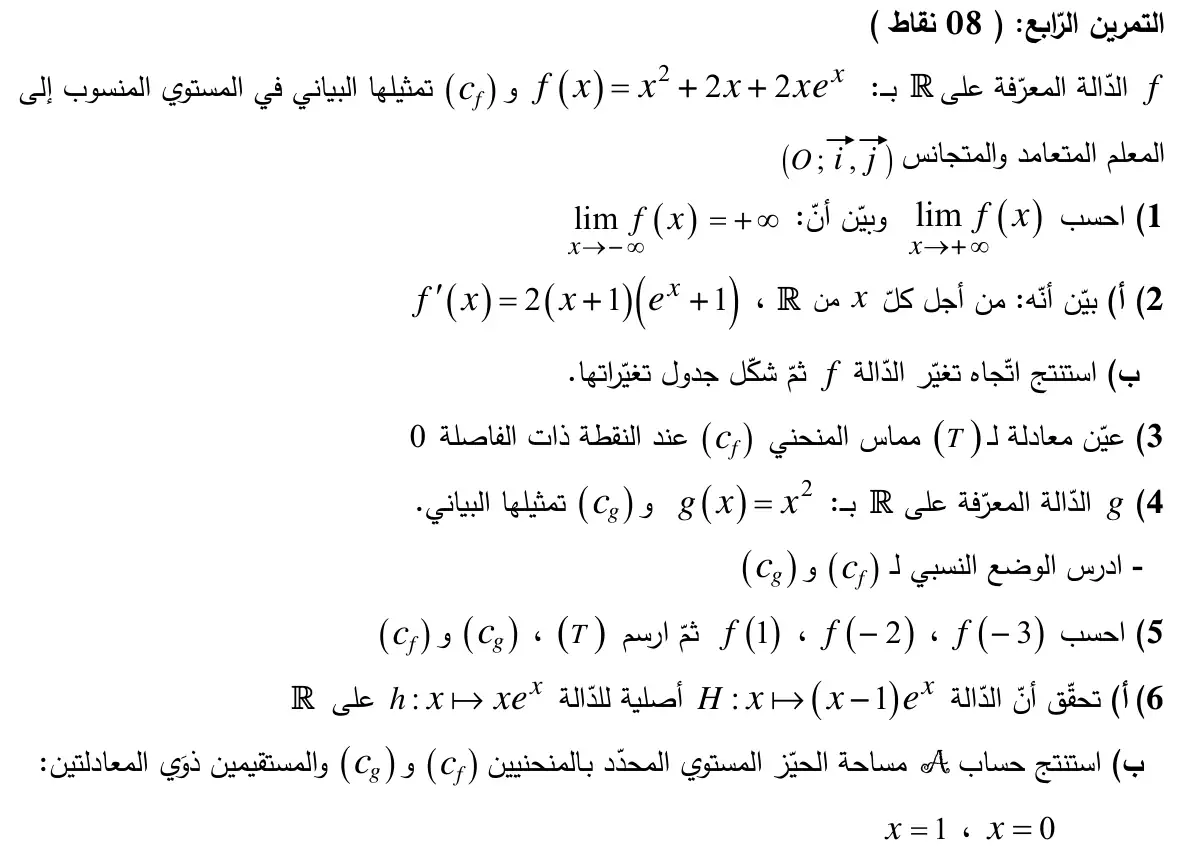 التمرين الرّابع: ( 08 نقاط )
f الدّالة المعرّفة على ℝ بـ: f(x) = x² + 2x + 2xeˣ و (c_f) تمثيلها البياني في المستوي المنسوب إلى
المعلم المتعامد والمتجانس (O; i⃗, j⃗)
1) احسب lim_{x→+∞} f(x) وبيّن أنّ: lim_{x→−∞} f(x) = +∞
2) أ) بيّن أنّه: من أجل كلّ x من ℝ ، f′(x) = 2(x+1)(eˣ+1)
ب) استنتج اتّجاه تغيّر الدّالة f ثمّ شكّل جدول تغيّراتها.
3) عيّن معادلة لـ (T) مماس المنحني (c_f) عند النقطة ذات الفاصلة 0
4) g الدّالة المعرّفة على ℝ بـ: g(x) = x² و (c_g) تمثيلها البياني.
- ادرس الوضع النسبي لـ (c_f) و (c_g)
5) احسب f(−3) ، f(−2) ، f(1) ثمّ ارسم (T) ، (c_g) و (c_f)
6) أ) تحقّق أنّ الدّالة H : x ↦ (x−1)eˣ أصلية للدّالة h : x ↦ xeˣ على ℝ
ب) استنتج حساب 𝔸 مساحة الحيّز المستوي المحدّد بالمنحنيين (c_f) و (c_g) والمستقيمين ذوَي المعادلتين:
x = 0 ، x = 1